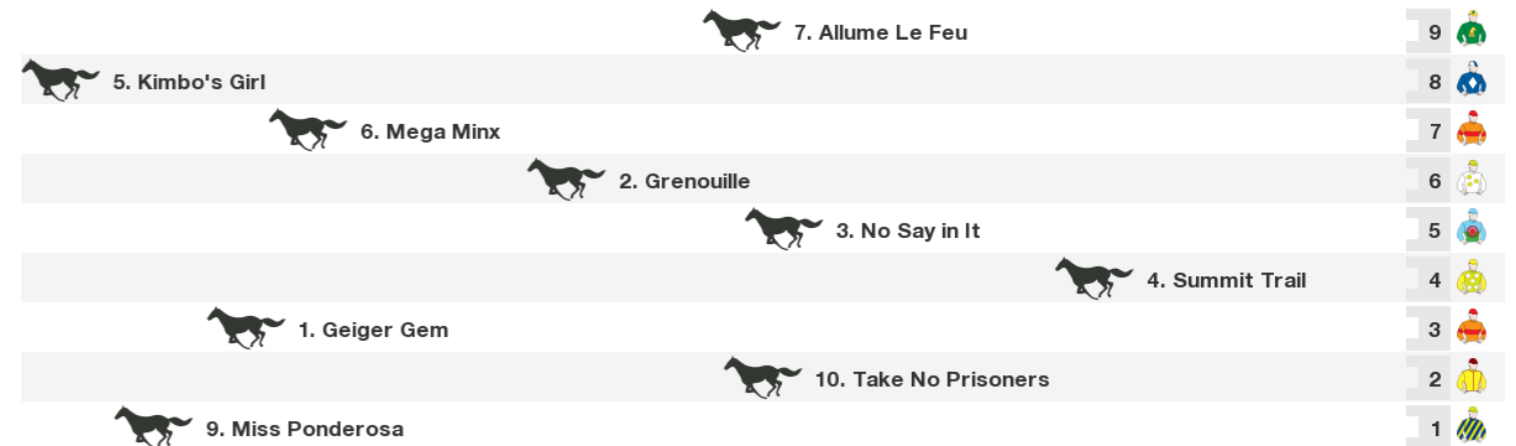 7. Allume Le Feu 9
5. Kimbo's Girl 8
6. Mega Minx 7
2. Grenouille 6
3. No Say in It 5
4. Summit Trail 4
1. Geiger Gem 3
10. Take No Prisoners 2
9. Miss Ponderosa 1